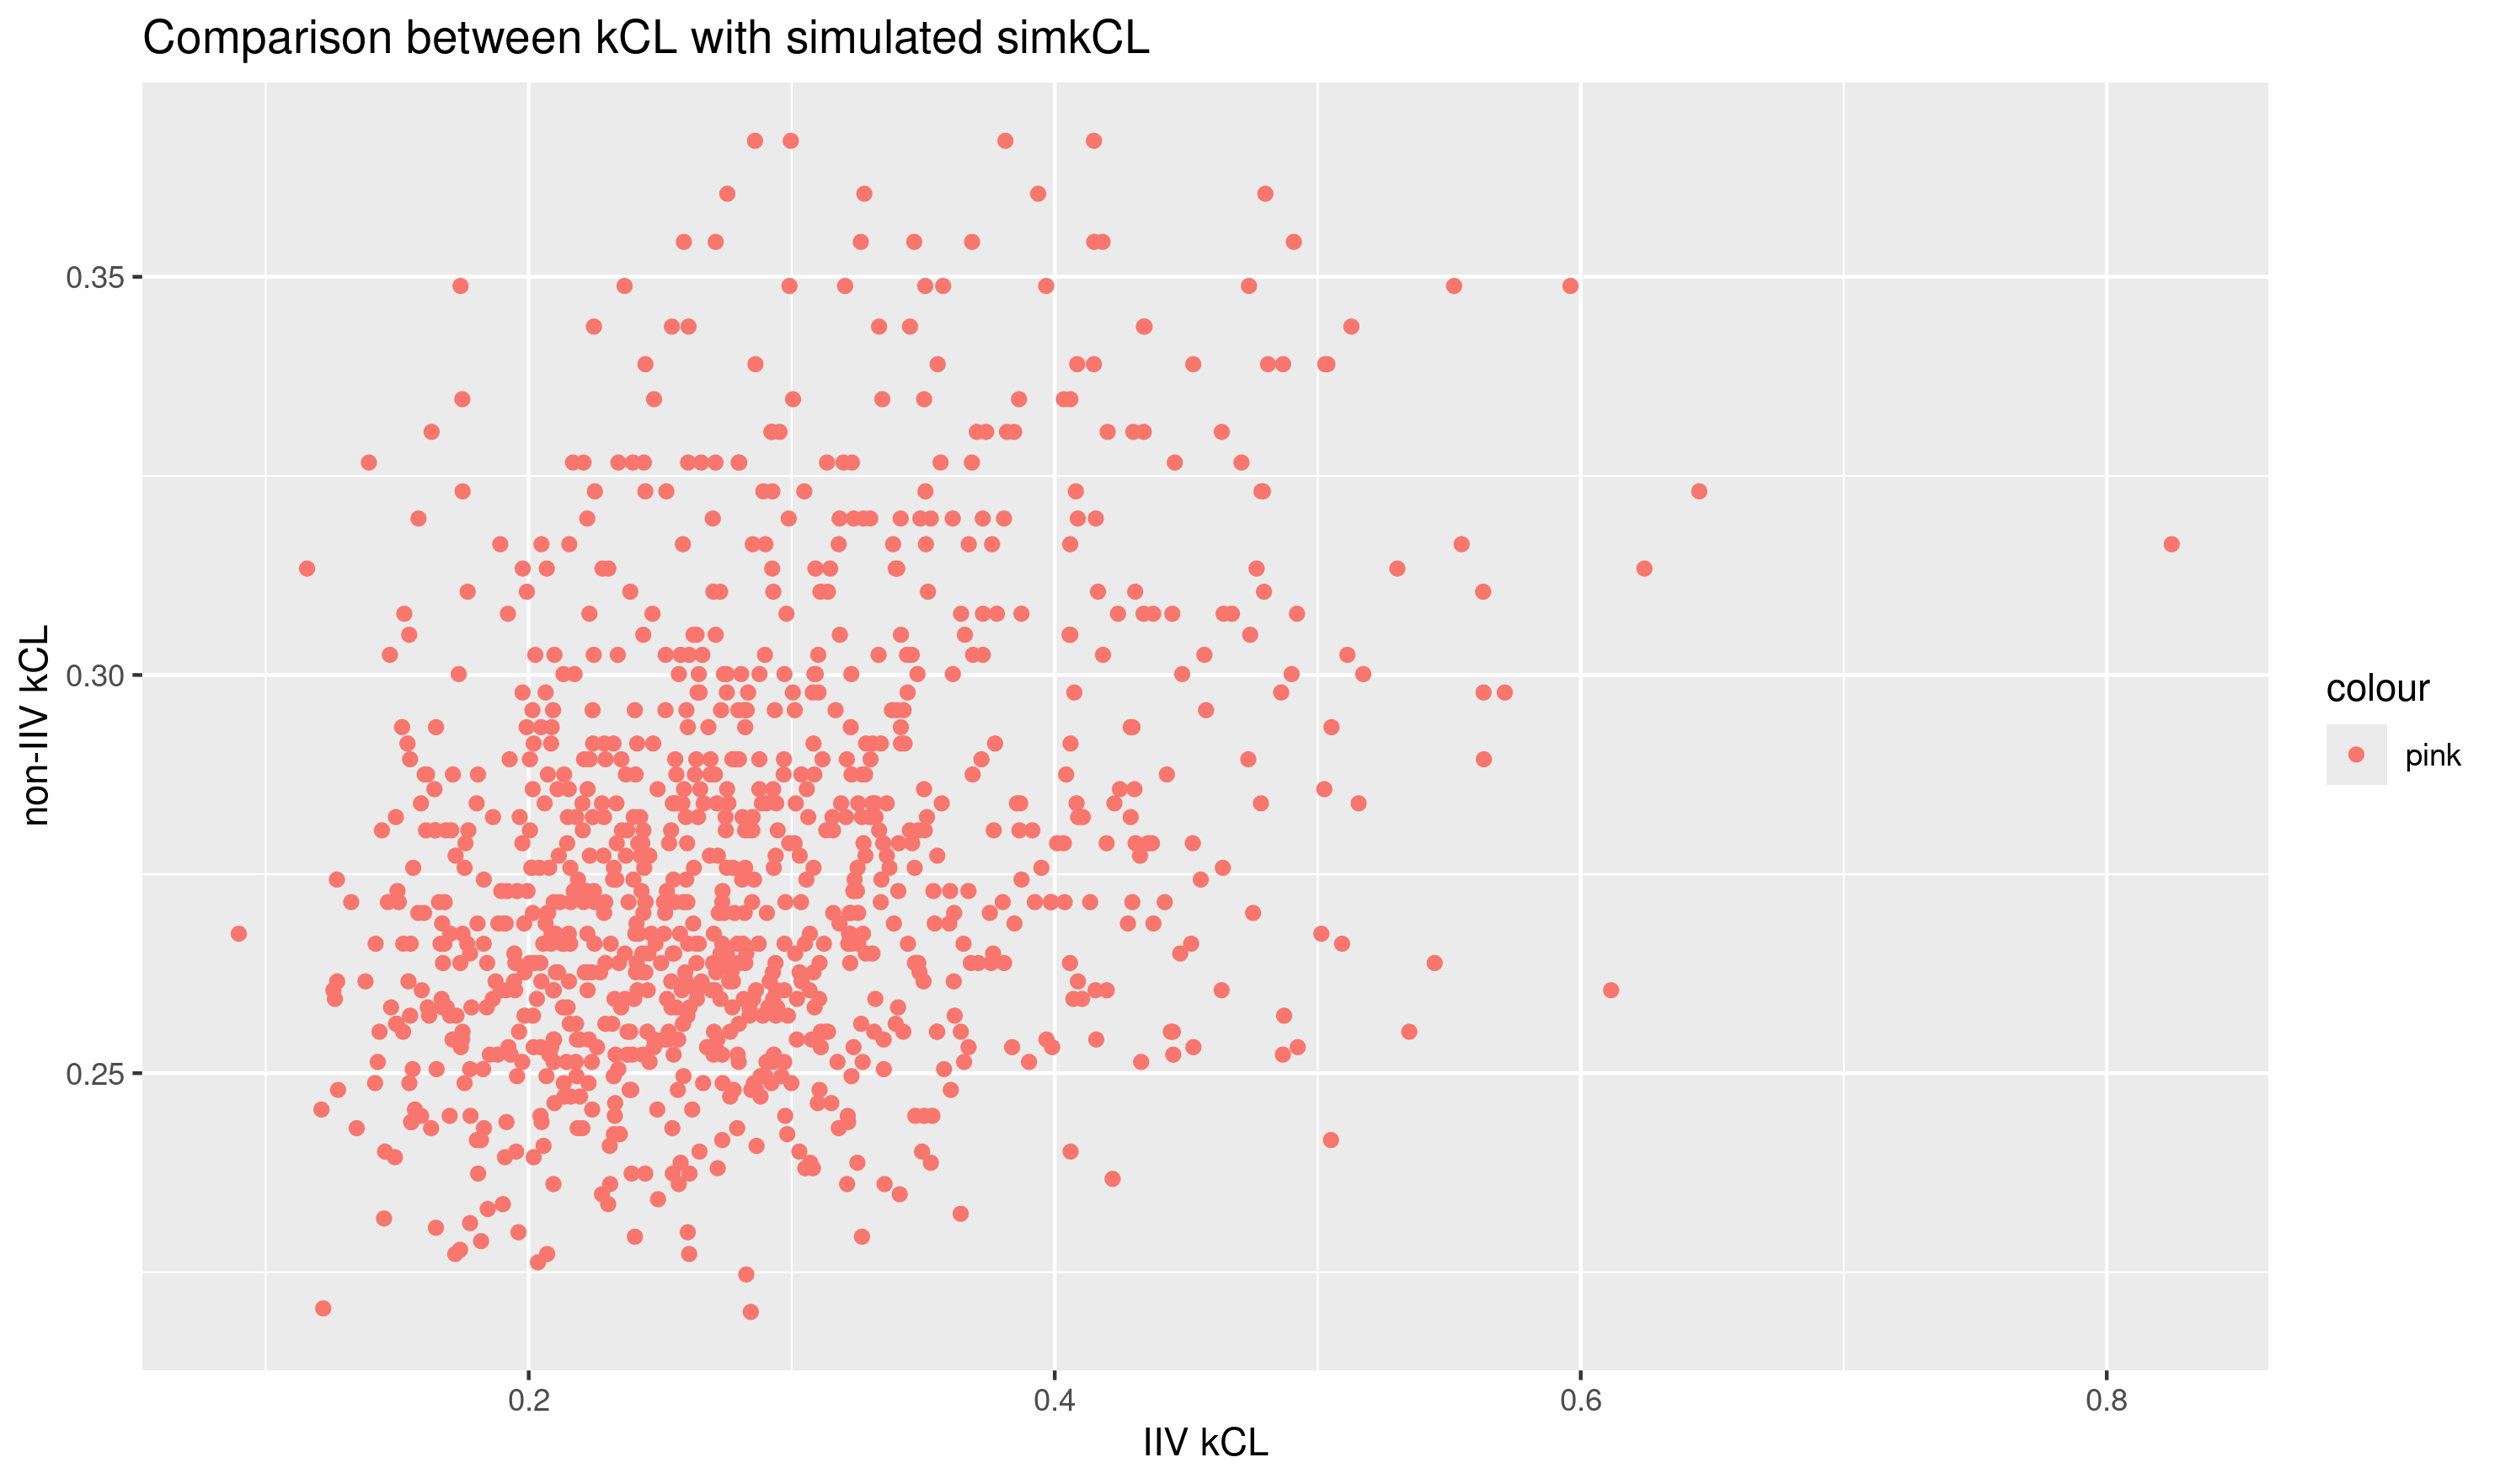 Comparison between kCL with simulated simkCL
non-IIV kCL
0.35
0.30
0.25
0.2
0.4
0.6
0.8
IIV kCL
colour
pink